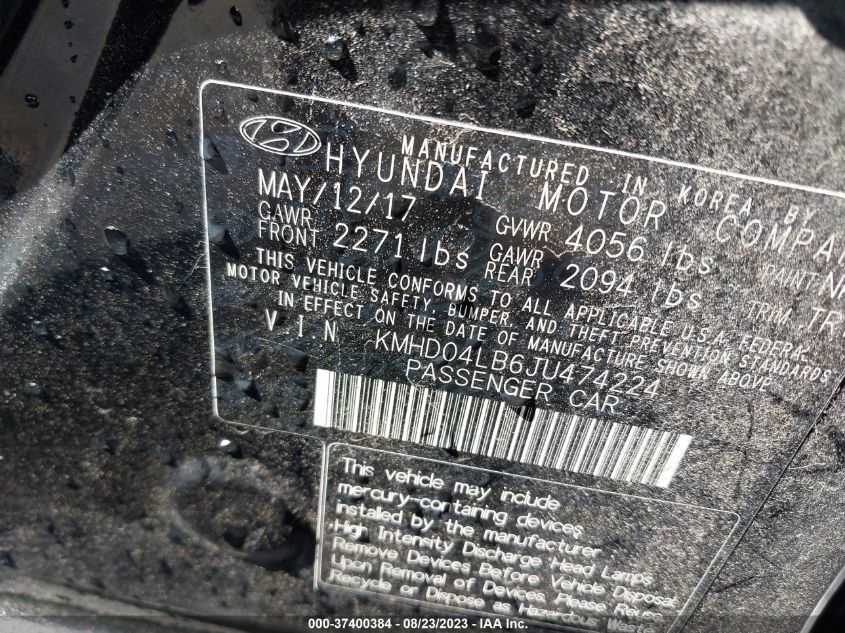 MANUFACTURED IN KOREA BY
HYUNDAI MOTOR
MAY/12/17 GVWR 4056 lbs
GAWR FRONT 2271 lbs GAWR REAR 2094 lbs PAINT:
TRIM: TR
THIS VEHICLE CONFORMS TO ALL APPLICABLE U.S.A. FEDERAL
MOTOR VEHICLE SAFETY, BUMPER, AND THEFT PREVENTION STANDARDS
IN EFFECT ON THE DATE OF MANUFACTURE SHOWN ABOVE
V I N KMHD04LB6JU474224
PASSENGER CAR
This vehicle may include
mercury-containing devices
installed by the manufacturer
High Intensity Discharge Head Lamps
Remove Devices Before Vehicle Disposal
Upon Removal of Devices, Please Reuse,
Recycle or Dispose as Hazardous Waste
000-37400384 - 08/23/2023 - IAA Inc.